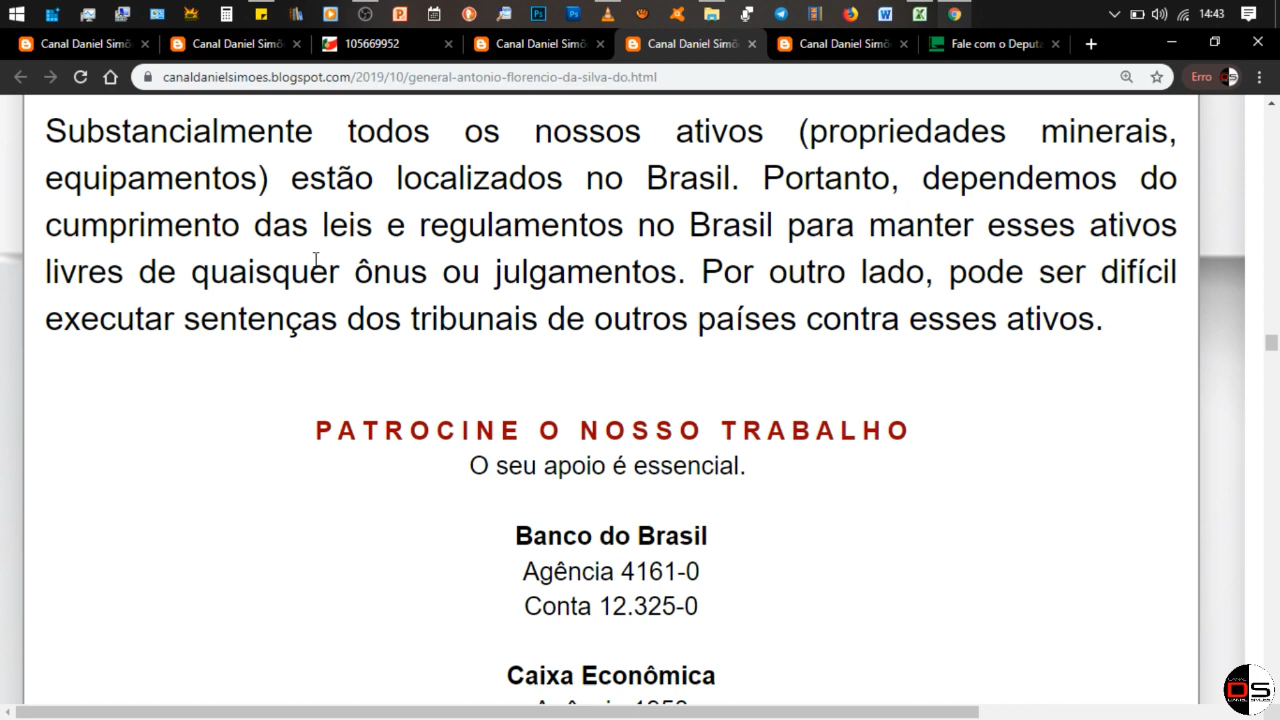 14:43
Canal Daniel Simõ
Canal Daniel Simõ
105669952
Canal Daniel Simõ
Canal Daniel Simõ
Canal Daniel Simõ
Fale com o Deputa
canaldanielsimoes.blogspot.com/2019/10/general-antonio-florencio-da-silva-do.html
Erro
Substancialmente todos os nossos ativos (propriedades minerais,
equipamentos) estão localizados no Brasil. Portanto, dependemos do
cumprimento das leis e regulamentos no Brasil para manter esses ativos
livres de quaisquer ônus ou julgamentos. Por outro lado, pode ser difícil
executar sentenças dos tribunais de outros países contra esses ativos.
PATROCINE O NOSSO TRABALHO
O seu apoio é essencial.
Banco do Brasil
Agência 4161-0
Conta 12.325-0
Caixa Econômica
CANAL
DS
DANIEL SIMÕES